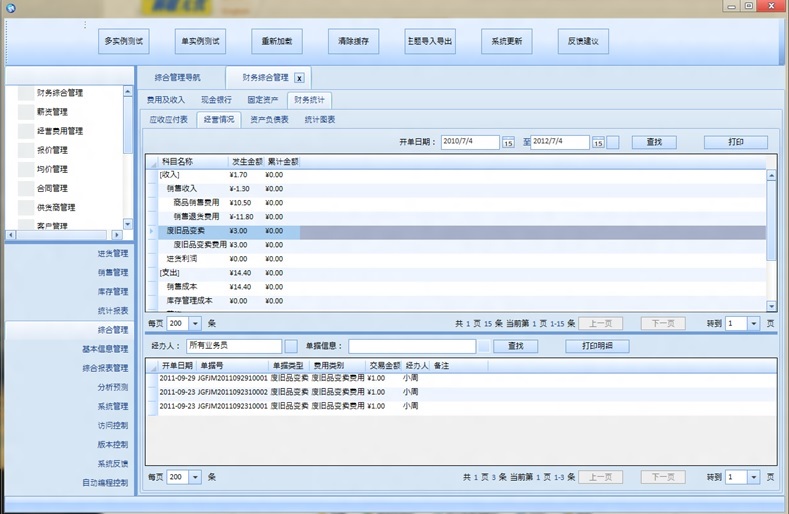 多实例测试 单实例测试 重新加载 清除缓存 主题导入导出 系统更新 反馈建议
综合管理导航 财务综合管理 x
财务综合管理
薪资管理
经营费用管理
报价管理
均价管理
合同管理
供货商管理
客户管理
进货管理
销售管理
库存管理
统计报表
综合管理
基本信息管理
综合报表管理
分析预测
系统管理
访问控制
版本控制
系统反馈
自动编程控制
费用及收入 现金银行 固定资产 财务统计
应收应付表 经营情况 资产负债表 统计图表
开单日期： 2010/7/4 15 至 2012/7/4 15 查找 打印
科目名称 发生金额 累计金额
[收入] ¥1.70 ¥0.00
销售收入 ¥-1.30 ¥0.00
商品销售费用 ¥10.50 ¥0.00
销售退货费用 ¥-11.80 ¥0.00
废旧品变卖 ¥3.00 ¥0.00
废旧品变卖费用 ¥3.00 ¥0.00
进货利润 ¥0.00 ¥0.00
[支出] ¥14.40 ¥0.00
销售成本 ¥14.40 ¥0.00
库存管理成本 ¥0.00 ¥0.00
每页 200 条 共 1 页 15 条 当前第 1 页 1-15 条 上一页 下一页 转到 1 页
经办人： 所有业务员 单据信息： 查找 打印明细
开单日期 单据号 单据类型 费用类别 交易金额 经办人 备注
2011-09-29 JGFJM2011092910001 废旧品变卖 废旧品变卖费用 ¥1.00 小周
2011-09-23 JGFJM2011092310002 废旧品变卖 废旧品变卖费用 ¥1.00 小周
2011-09-23 JGFJM2011092310001 废旧品变卖 废旧品变卖费用 ¥1.00 小周
每页 200 条 共 1 页 3 条 当前第 1 页 1-3 条 上一页 下一页 转到 1 页